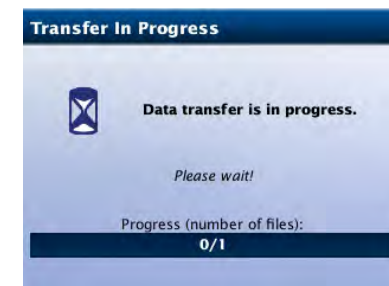 Transfer In Progress
Data transfer is in progress.
Please wait!
Progress (number of files):
0/1